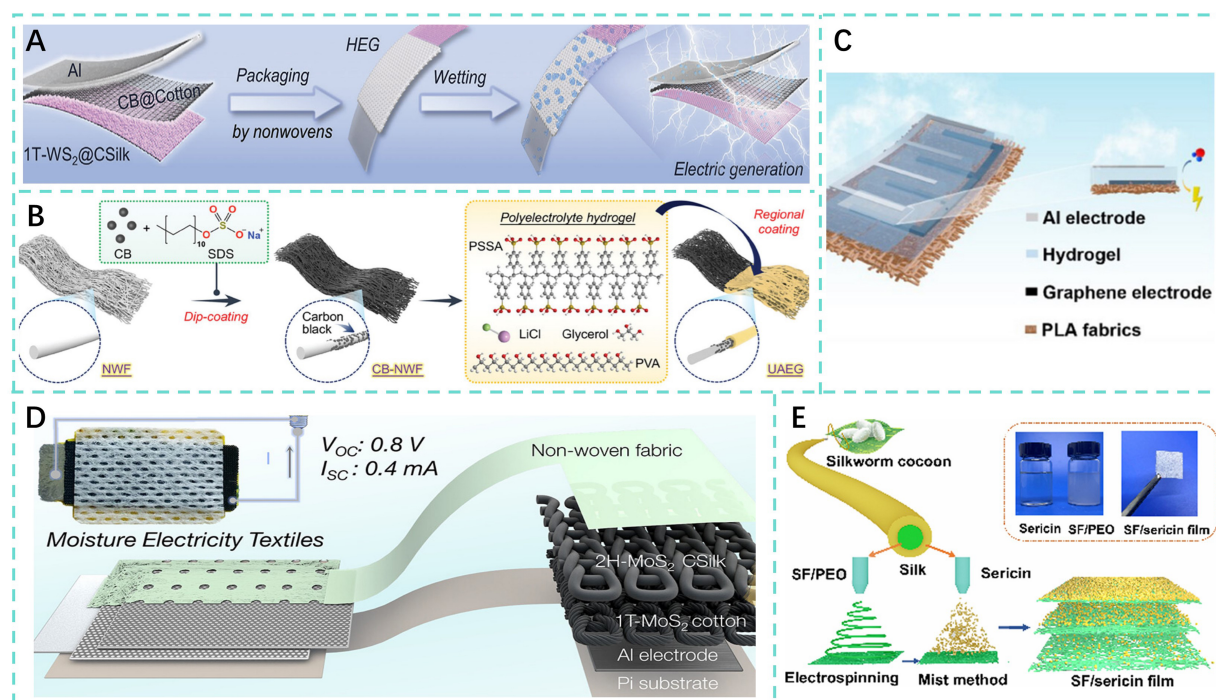 A
Al
CB@Cotton
1T-WS₂@CSilk
Packaging
by nonwovens
HEG
Wetting
Electric generation
B
CB
+
10
O
S
O
O
O⁻
Na⁺
SDS
Dip-coating
NWF
Carbon
black
CB-NWF
Polyelectrolyte hydrogel
PSSA
LiCl
Glycerol
PVA
Regional
coating
UAEG
C
Al electrode
Hydrogel
Graphene electrode
PLA fabrics
D
V_OC: 0.8 V
I_SC: 0.4 mA
I
Moisture Electricity Textiles
Non-woven fabric
2H-MoS₂ CSilk
1T-MoS₂ cotton
Al electrode
Pi substrate
E
Silkworm cocoon
Silk
SF/PEO
Sericin
Electrospinning
Mist method
SF/sericin film
Sericin
SF/PEO
SF/sericin film